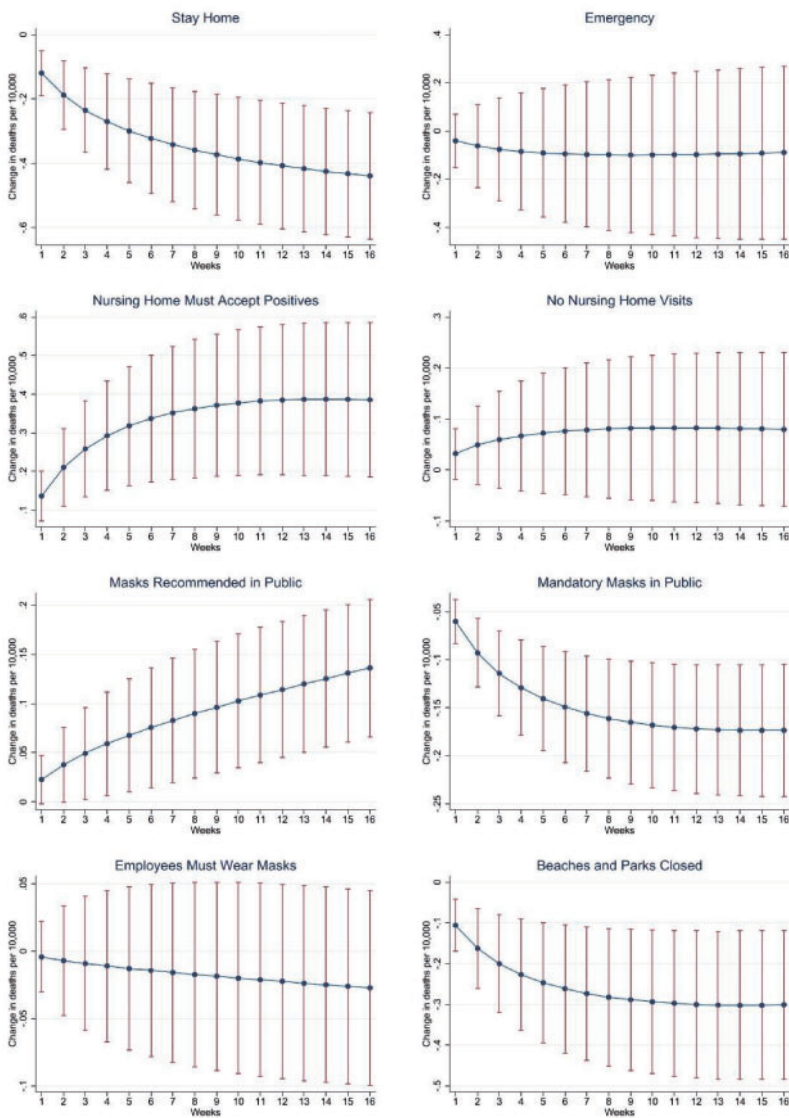 Stay Home
Change in deaths per 10,000
0
-.2
-.4
-.6
1 2 3 4 5 6 7 8 9 10 11 12 13 14 15 16
Weeks
Emergency
Change in deaths per 10,000
.4
.2
0
-.2
-.4
1 2 3 4 5 6 7 8 9 10 11 12 13 14 15 16
Weeks
Nursing Home Must Accept Positives
Change in deaths per 10,000
.6
.5
.4
.3
.2
.1
1 2 3 4 5 6 7 8 9 10 11 12 13 14 15 16
Weeks
No Nursing Home Visits
Change in deaths per 10,000
.3
.2
.1
0
-.1
1 2 3 4 5 6 7 8 9 10 11 12 13 14 15 16
Weeks
Masks Recommended in Public
Change in deaths per 10,000
.2
.15
.1
.05
0
1 2 3 4 5 6 7 8 9 10 11 12 13 14 15 16
Weeks
Mandatory Masks in Public
Change in deaths per 10,000
-.05
-.1
-.15
-.2
-.25
1 2 3 4 5 6 7 8 9 10 11 12 13 14 15 16
Weeks
Employees Must Wear Masks
Change in deaths per 10,000
.05
0
-.05
-.1
1 2 3 4 5 6 7 8 9 10 11 12 13 14 15 16
Weeks
Beaches and Parks Closed
Change in deaths per 10,000
0
-.1
-.2
-.3
-.4
-.5
1 2 3 4 5 6 7 8 9 10 11 12 13 14 15 16
Weeks